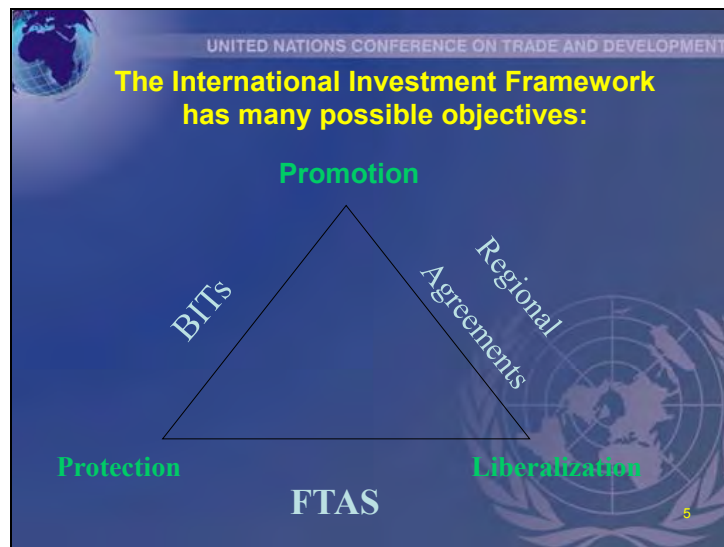 UNITED NATIONS CONFERENCE ON TRADE AND DEVELOPMENT
The International Investment Framework
has many possible objectives:
Promotion
BITs
Regional
Agreements
Protection
Liberalization
FTAS
5